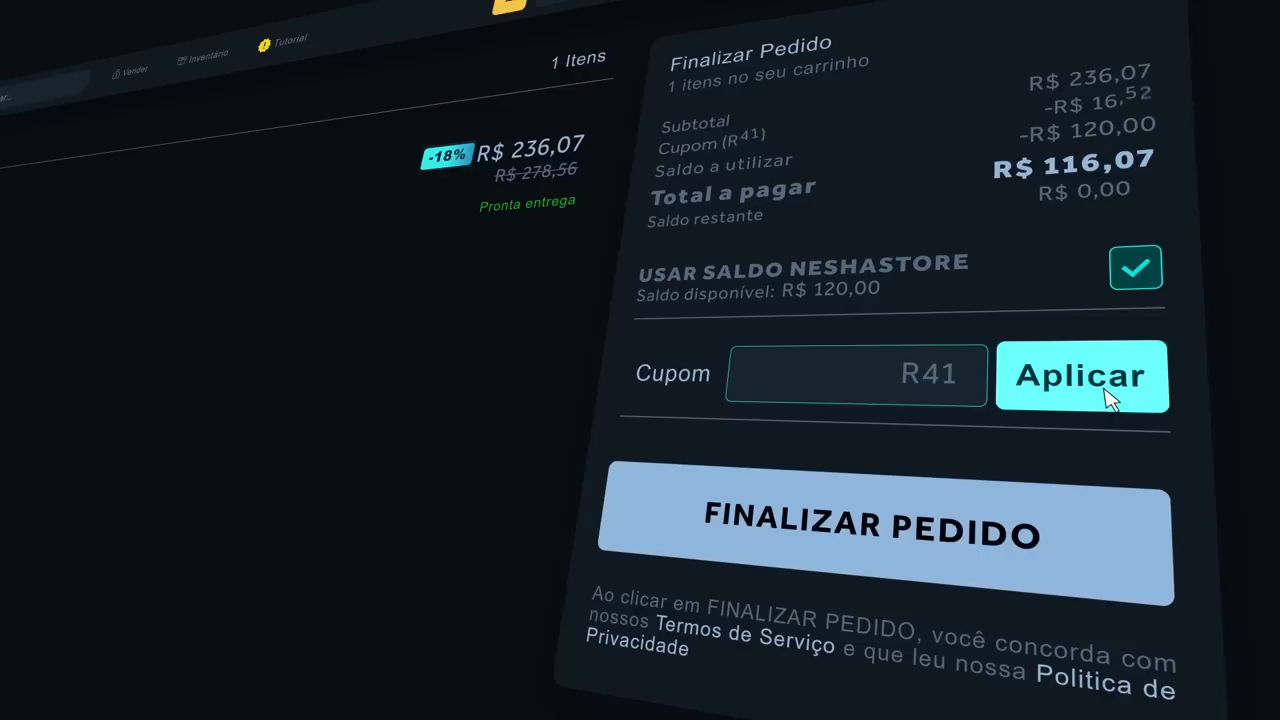 Vender
Inventário
Tutorial
1 Itens
-18% R$ 236,07
R$ 278,56
Pronta entrega
Finalizar Pedido
1 itens no seu carrinho
Subtotal R$ 236,07
Cupom (R41) -R$ 16,52
Saldo a utilizar -R$ 120,00
Total a pagar R$ 116,07
Saldo restante R$ 0,00
USAR SALDO NESHASTORE
Saldo disponível: R$ 120,00
Cupom R41 Aplicar
FINALIZAR PEDIDO
Ao clicar em FINALIZAR PEDIDO, você concorda com
nossos Termos de Serviço e que leu nossa Politica de
Privacidade